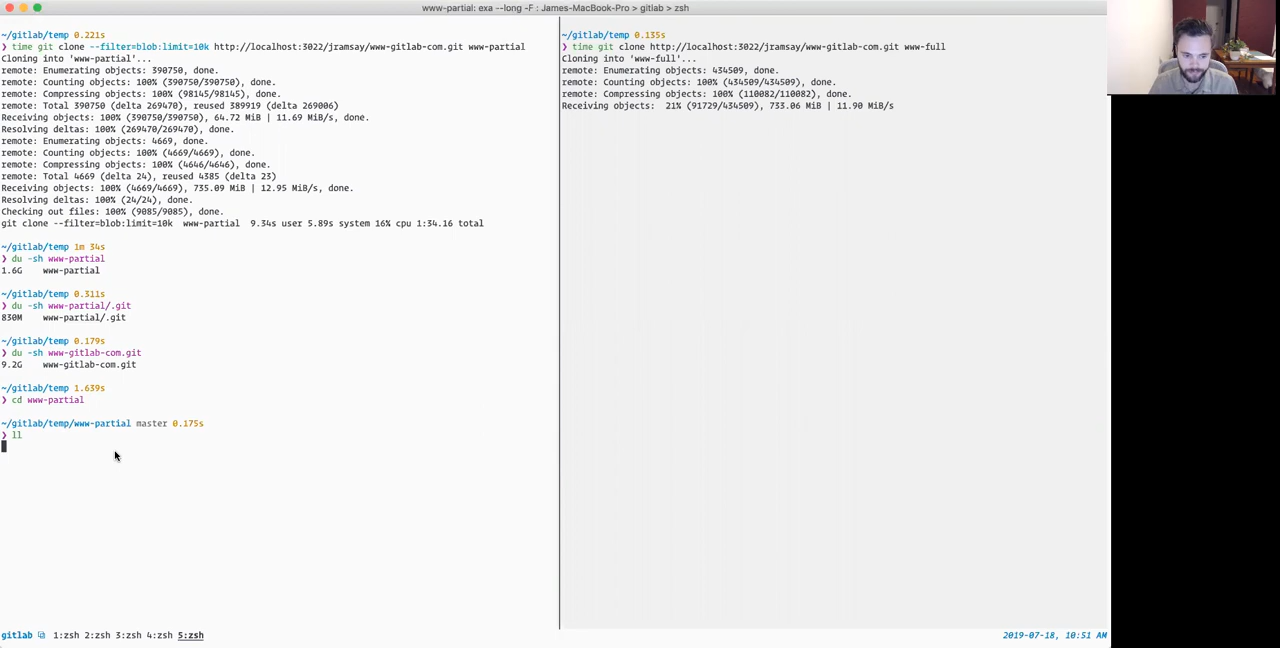 www-partial: exa --long -F : James-MacBook-Pro > gitlab > zsh
~/gitlab/temp 0.221s
❯ time git clone --filter=blob:limit=10k http://localhost:3022/jramsay/www-gitlab-com.git www-partial
Cloning into 'www-partial'...
remote: Enumerating objects: 390750, done.
remote: Counting objects: 100% (390750/390750), done.
remote: Compressing objects: 100% (98145/98145), done.
remote: Total 390750 (delta 269470), reused 389919 (delta 269006)
Receiving objects: 100% (390750/390750), 64.72 MiB | 11.69 MiB/s, done.
Resolving deltas: 100% (269470/269470), done.
remote: Enumerating objects: 4669, done.
remote: Counting objects: 100% (4669/4669), done.
remote: Compressing objects: 100% (4646/4646), done.
remote: Total 4669 (delta 24), reused 4385 (delta 23)
Receiving objects: 100% (4669/4669), 735.09 MiB | 12.95 MiB/s, done.
Resolving deltas: 100% (24/24), done.
Checking out files: 100% (9085/9085), done.
git clone --filter=blob:limit=10k  www-partial  9.34s user 5.89s system 16% cpu 1:34.16 total
~/gitlab/temp 1m 34s
❯ du -sh www-partial
1.6G    www-partial
~/gitlab/temp 0.311s
❯ du -sh www-partial/.git
830M    www-partial/.git
~/gitlab/temp 0.179s
❯ du -sh www-gitlab-com.git
9.2G    www-gitlab-com.git
~/gitlab/temp 1.639s
❯ cd www-partial
~/gitlab/temp/www-partial master 0.175s
❯ ll
~/gitlab/temp 0.135s
❯ time git clone http://localhost:3022/jramsay/www-gitlab-com.git www-full
Cloning into 'www-full'...
remote: Enumerating objects: 434509, done.
remote: Counting objects: 100% (434509/434509), done.
remote: Compressing objects: 100% (110082/110082), done.
Receiving objects:  21% (91729/434509), 733.06 MiB | 11.90 MiB/s
gitlab 1:zsh 2:zsh 3:zsh 4:zsh 5:zsh
2019-07-18, 10:51 AM